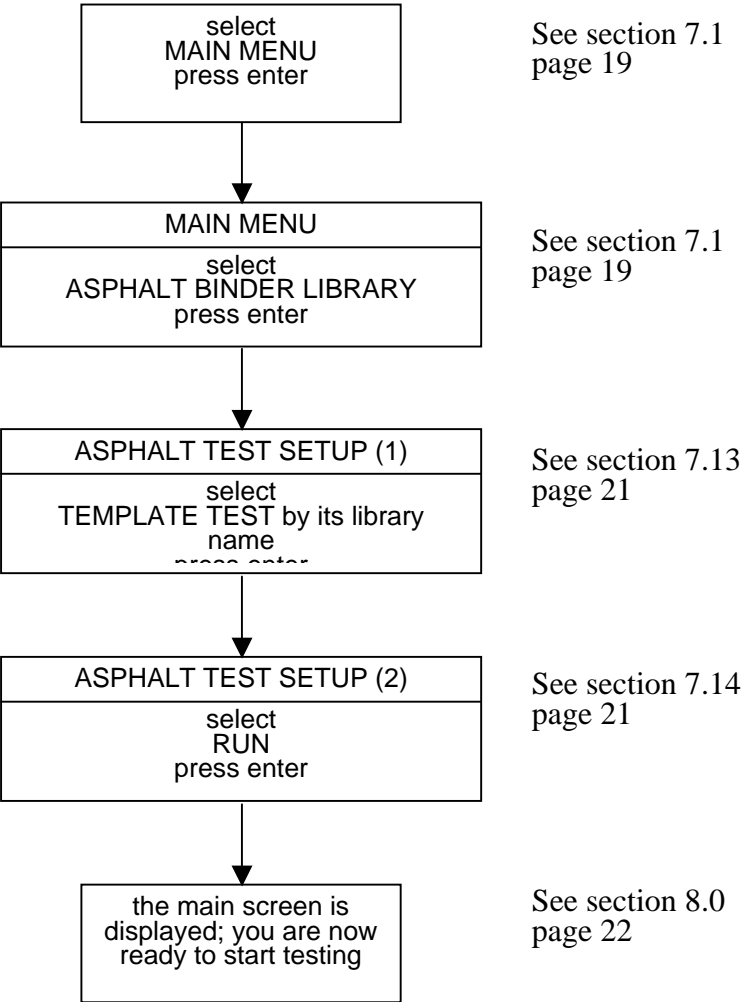 select
MAIN MENU
press enter
See section 7.1
page 19
MAIN MENU
select
ASPHALT BINDER LIBRARY
press enter
See section 7.1
page 19
ASPHALT TEST SETUP (1)
select
TEMPLATE TEST by its library
name
press enter
See section 7.13
page 21
ASPHALT TEST SETUP (2)
select
RUN
press enter
See section 7.14
page 21
the main screen is
displayed; you are now
ready to start testing
See section 8.0
page 22